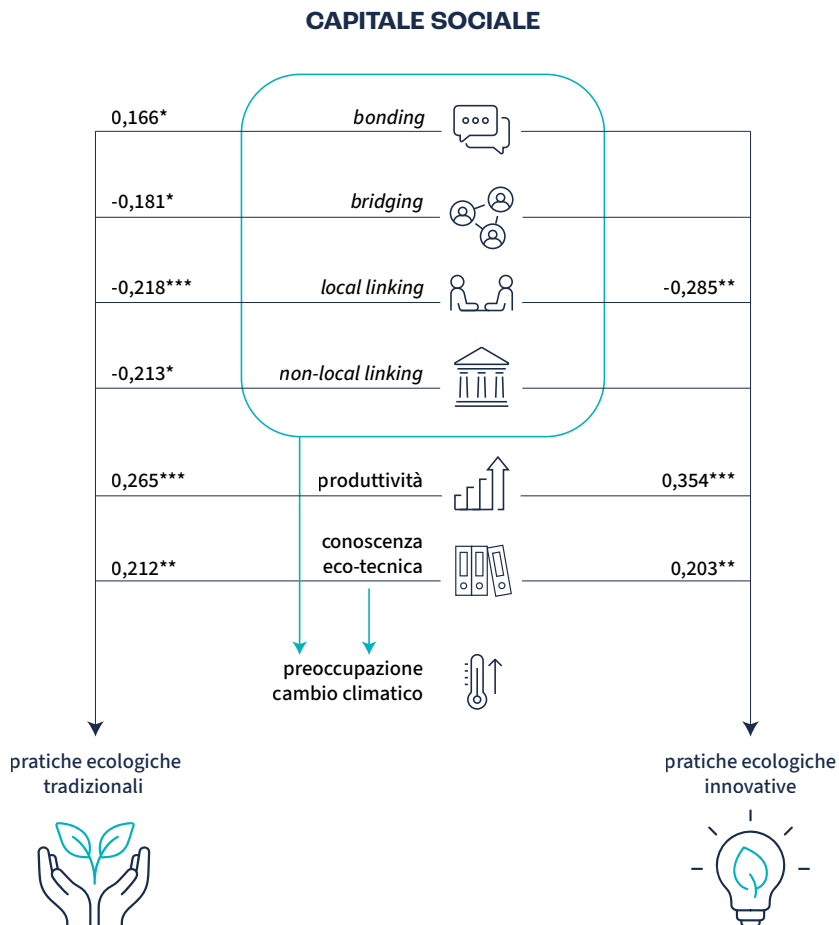 CAPITALE SOCIALE
0,166* bonding
-0,181* bridging
-0,218*** local linking -0,285**
-0,213* non-local linking
0,265*** produttività 0,354***
conoscenza
0,212** eco-tecnica 0,203**
preoccupazione
cambio climatico
pratiche ecologiche
tradizionali
pratiche ecologiche
innovative